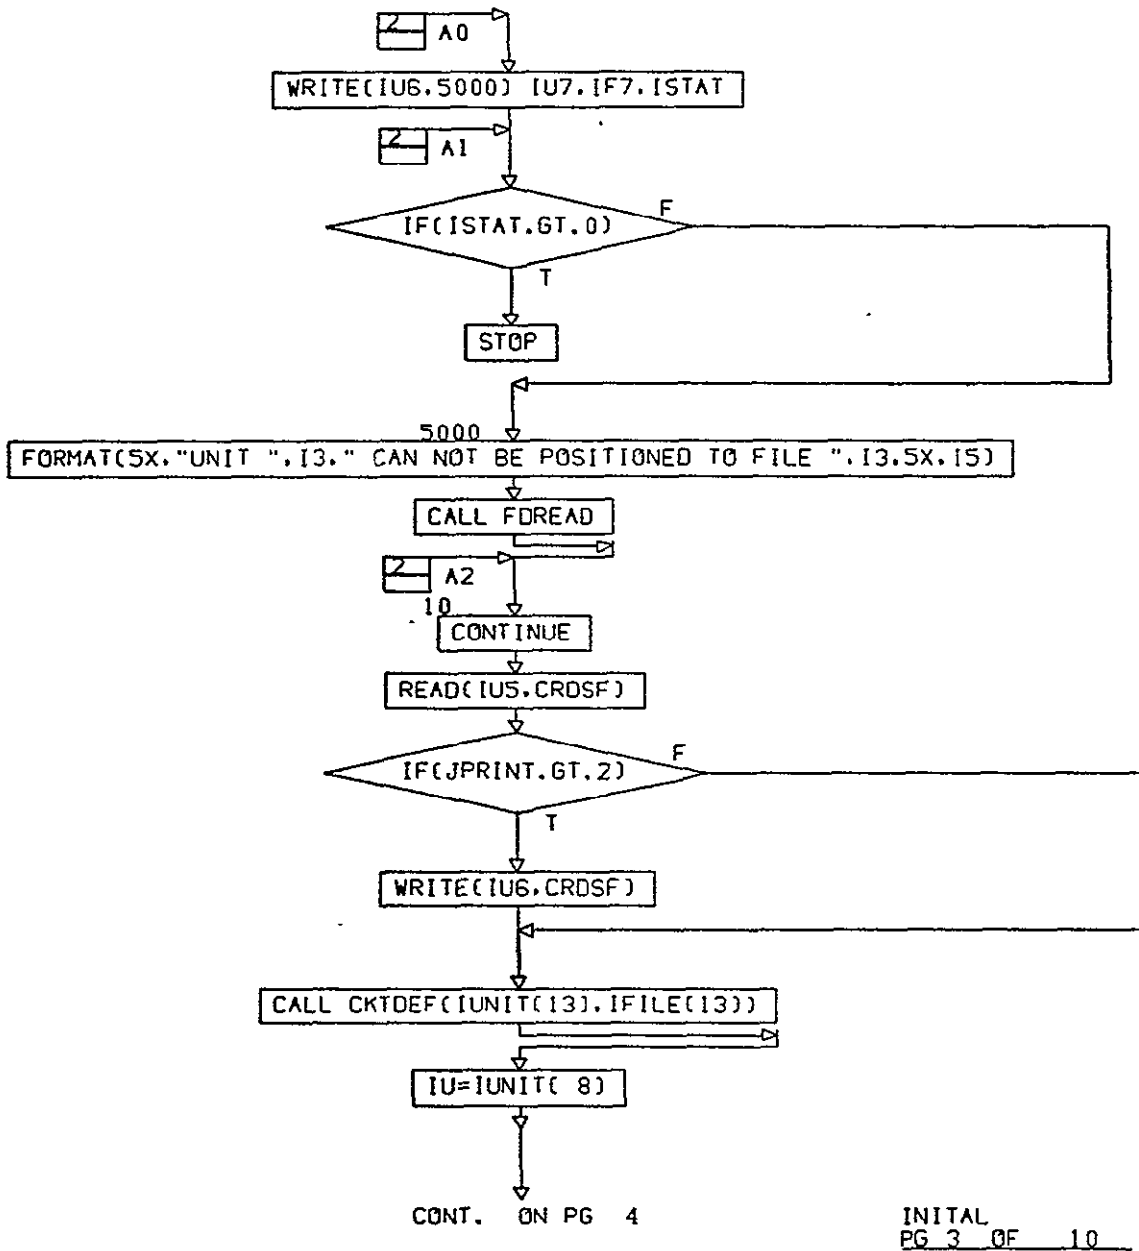 2
A0
WRITE(IU6.5000) IU7.IF7.ISTAT
2
A1
IF(ISTAT.GT.0)
F
T
STOP
5000
FORMAT(5X."UNIT ".I3." CAN NOT BE POSITIONED TO FILE ".I3.5X.I5)
CALL FDREAD
2
A2
10
CONTINUE
READ(IU5.CRDSF)
IF(JPRINT.GT.2)
F
T
WRITE(IU6.CRDSF)
CALL CKTDEF(IUNIT(13).IFILE(13))
IU=IUNIT( 8)
CONT. ON PG 4
INITAL
PG 3 OF 10